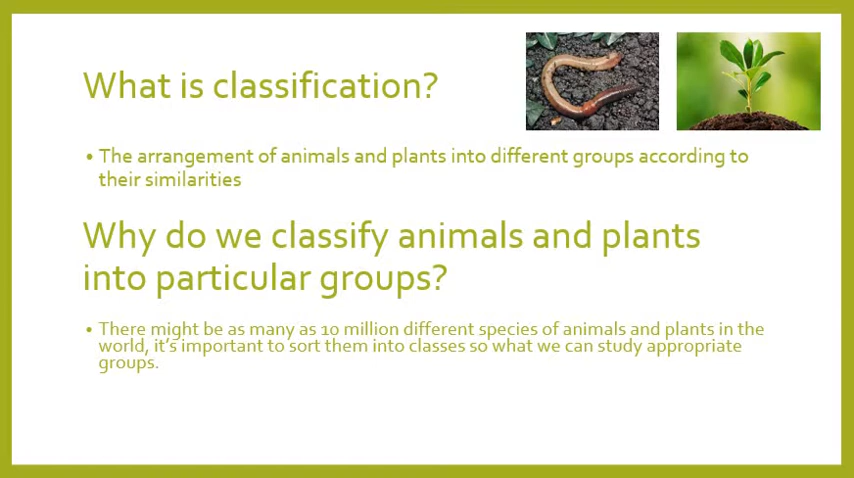 What is classification?
• The arrangement of animals and plants into different groups according to
their similarities
Why do we classify animals and plants
into particular groups?
• There might be as many as 10 million different species of animals and plants in the
world, it's important to sort them into classes so what we can study appropriate
groups.